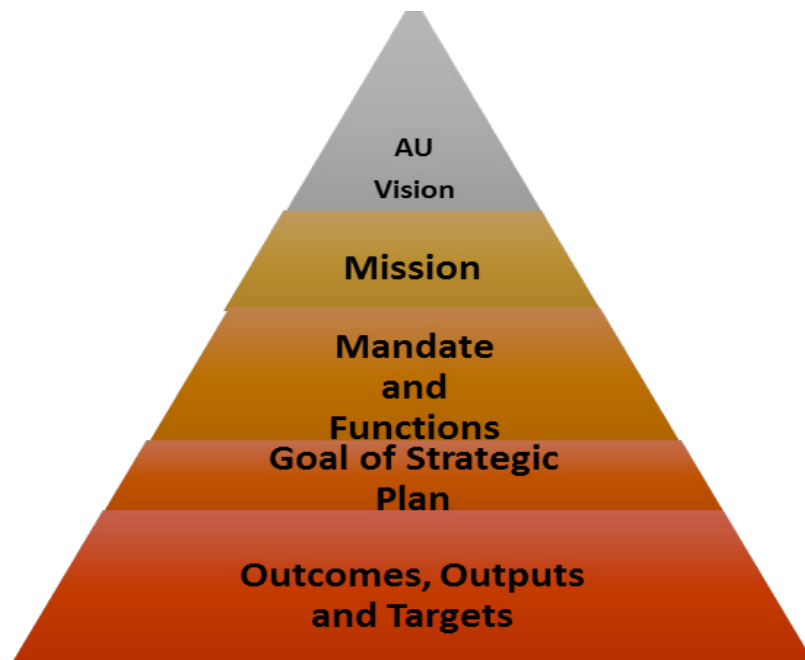 AU
Vision
Mission
Mandate
and
Functions
Goal of Strategic
Plan
Outcomes, Outputs
and Targets